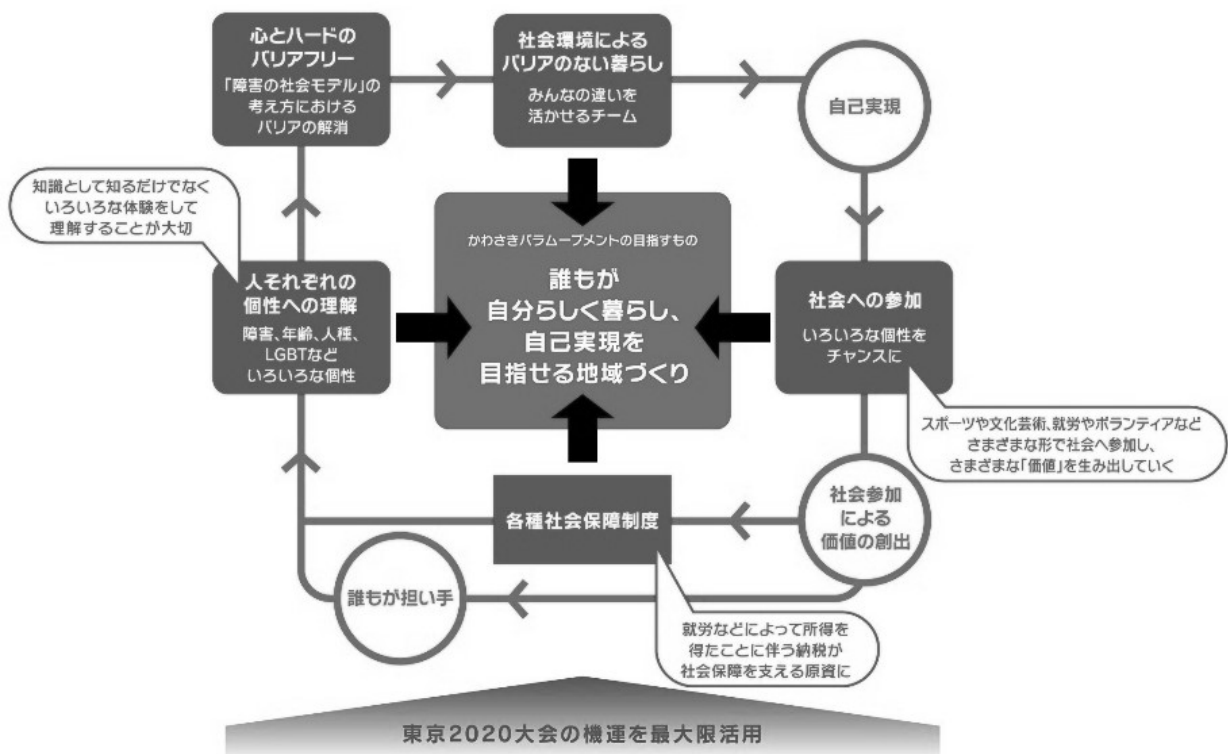 心とハードの
バリアフリー
「障害の社会モデル」の
考え方における
バリアの解消
社会環境による
バリアのない暮らし
みんなの違いを
活かせるチーム
自己実現
知識として知るだけでなく
いろいろな体験をして
理解することが大切
人それぞれの
個性への理解
障害、年齢、人種、
LGBTなど
いろいろな個性
かわさきパラムーブメントの目指すもの
誰もが
自分らしく暮らし、
自己実現を
目指せる地域づくり
社会への参加
いろいろな個性を
チャンスに
スポーツや文化芸術、就労やボランティアなど
さまざまな形で社会へ参加し、
さまざまな「価値」を生み出していく
各種社会保障制度
社会参加
による
価値の創出
誰もが担い手
就労などによって所得を
得たことに伴う納税が
社会保障を支える原資に
東京2020大会の機運を最大限活用